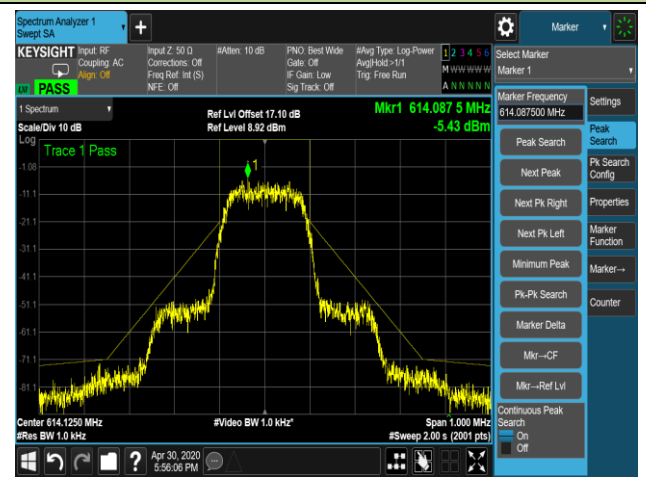 Spectrum Analyzer 1
Swept SA
+
Marker
KEYSIGHT
Input: RF
Coupling: AC
Align: Off
Input Z: 50 Ω
Corrections: Off
Freq Ref: Int (S)
NFE: Off
#Atten: 10 dB
PNO: Best Wide
Gate: Off
IF Gain: Low
Sig Track: Off
#Avg Type: Log-Power
Avg|Hold:>1/1
Trig: Free Run
1 2 3 4 5 6
M W W W W W
A N N N N N
LXI
PASS
Select Marker
Marker 1
1 Spectrum
Scale/Div 10 dB
Log
Ref Lvl Offset 17.10 dB
Ref Level 8.92 dBm
Mkr1 614.087 5 MHz
-5.43 dBm
Trace 1 Pass
1
-1.08
-11.1
-21.1
-31.1
-41.1
-51.1
-61.1
-71.1
-81.1
Center 614.1250 MHz
#Res BW 1.0 kHz
#Video BW 1.0 kHz*
Span 1.000 MHz
#Sweep 2.00 s (2001 pts)
Marker Frequency
614.087500 MHz
Peak Search
Next Peak
Next Pk Right
Next Pk Left
Minimum Peak
Pk-Pk Search
Marker Delta
Mkr→CF
Mkr→Ref Lvl
Continuous Peak
Search
On
Off
Settings
Peak
Search
Pk Search
Config
Properties
Marker
Function
Marker→
Counter
?
Apr 30, 2020
5:56:06 PM